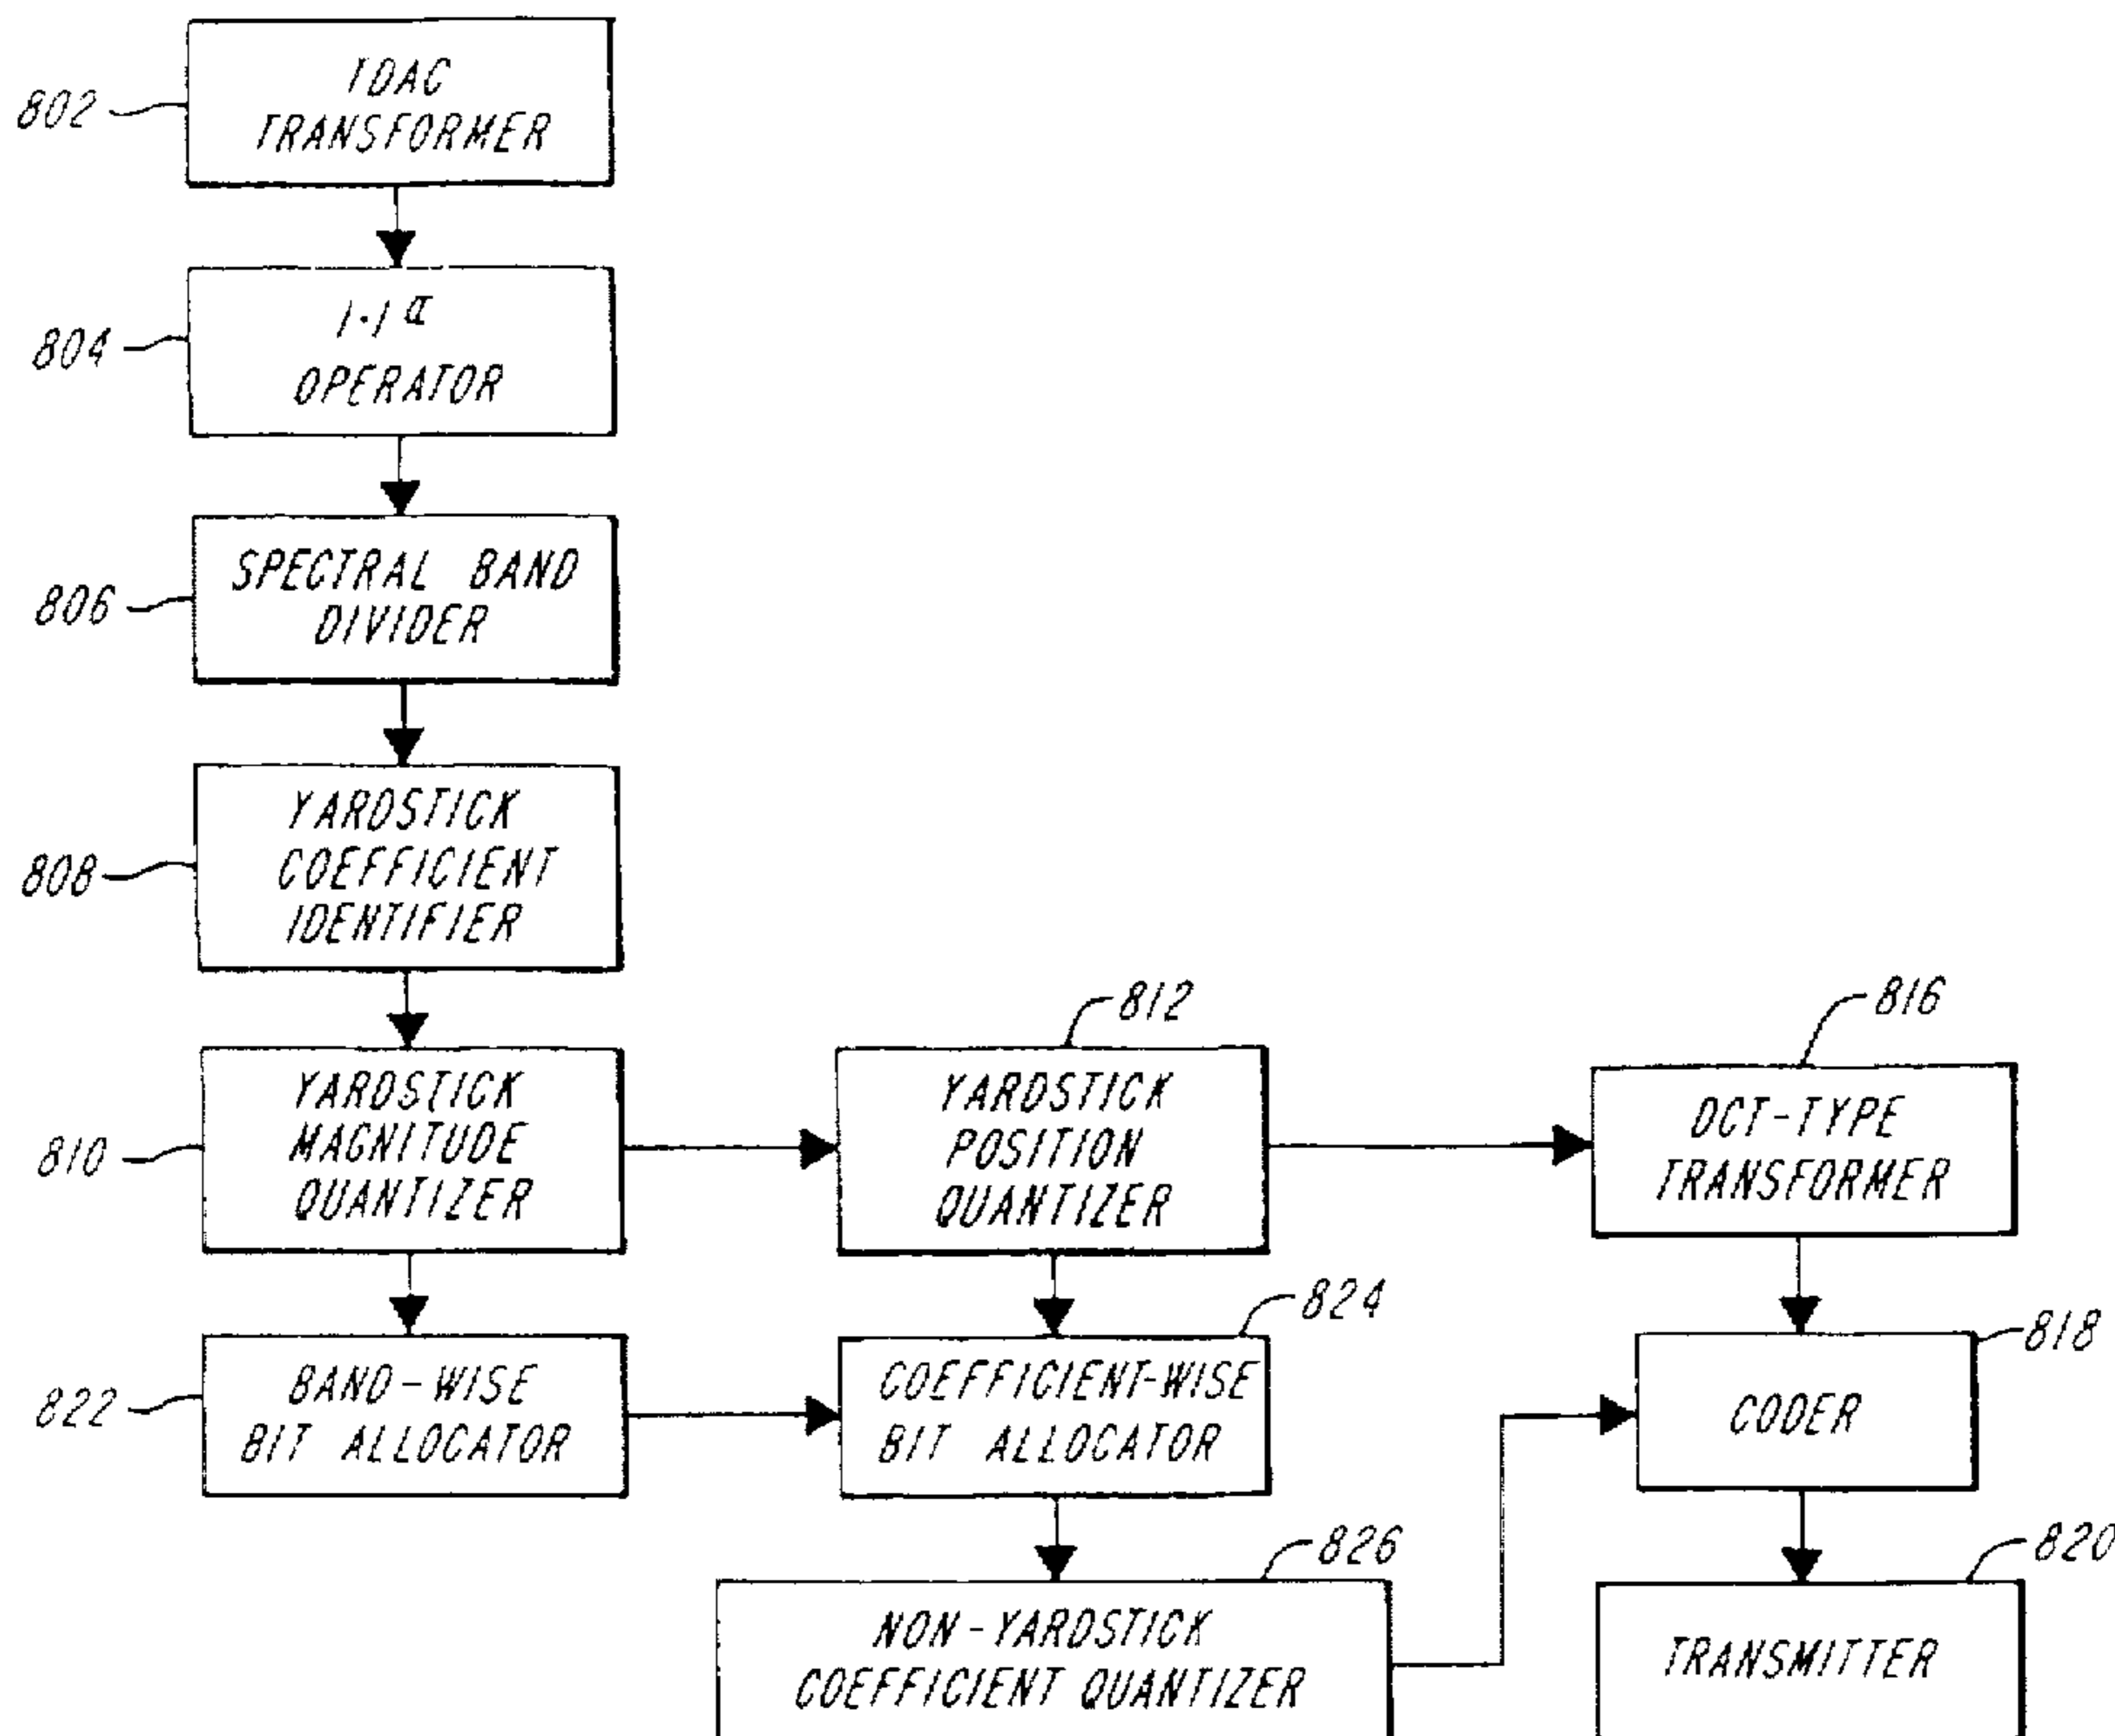 802
TDAC
TRANSFORMER
804
|·|^α
OPERATOR
806
SPECTRAL BAND
DIVIDER
808
YARDSTICK
COEFFICIENT
IDENTIFIER
810
YARDSTICK
MAGNITUDE
QUANTIZER
812
YARDSTICK
POSITION
QUANTIZER
816
DCT-TYPE
TRANSFORMER
822
BAND-WISE
BIT ALLOCATOR
824
COEFFICIENT-WISE
BIT ALLOCATOR
818
CODER
826
NON-YARDSTICK
COEFFICIENT QUANTIZER
820
TRANSMITTER